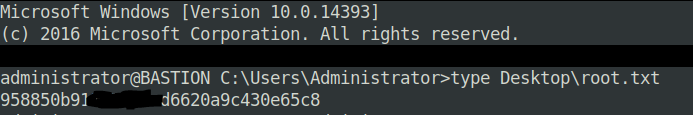 Microsoft Windows [Version 10.0.14393]
(c) 2016 Microsoft Corporation. All rights reserved.
administrator@BASTION C:\Users\Administrator>type Desktop\root.txt
958850b91 d6620a9c430e65c8